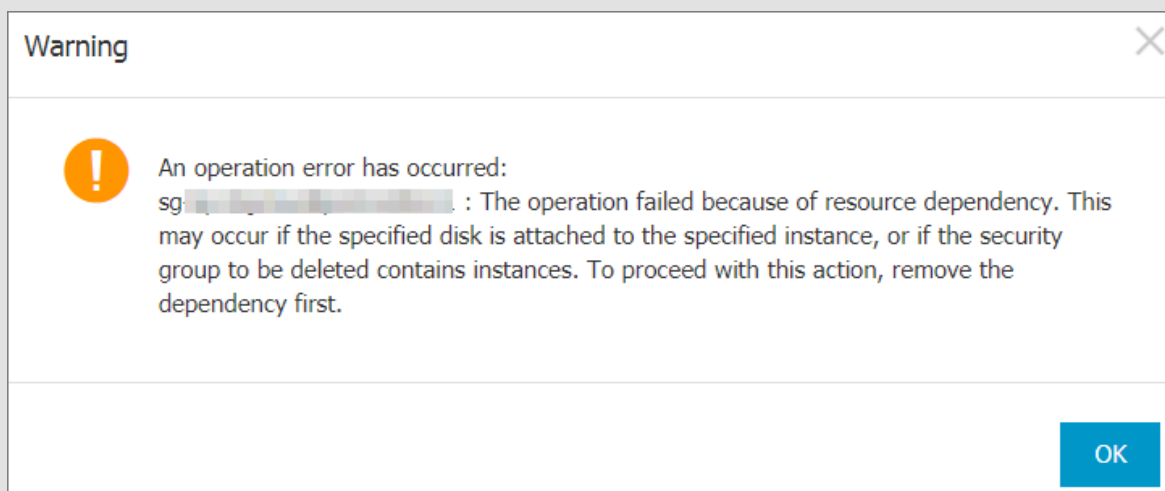 Warning
An operation error has occurred:
sg- : The operation failed because of resource dependency. This
may occur if the specified disk is attached to the specified instance, or if the security
group to be deleted contains instances. To proceed with this action, remove the
dependency first.
OK